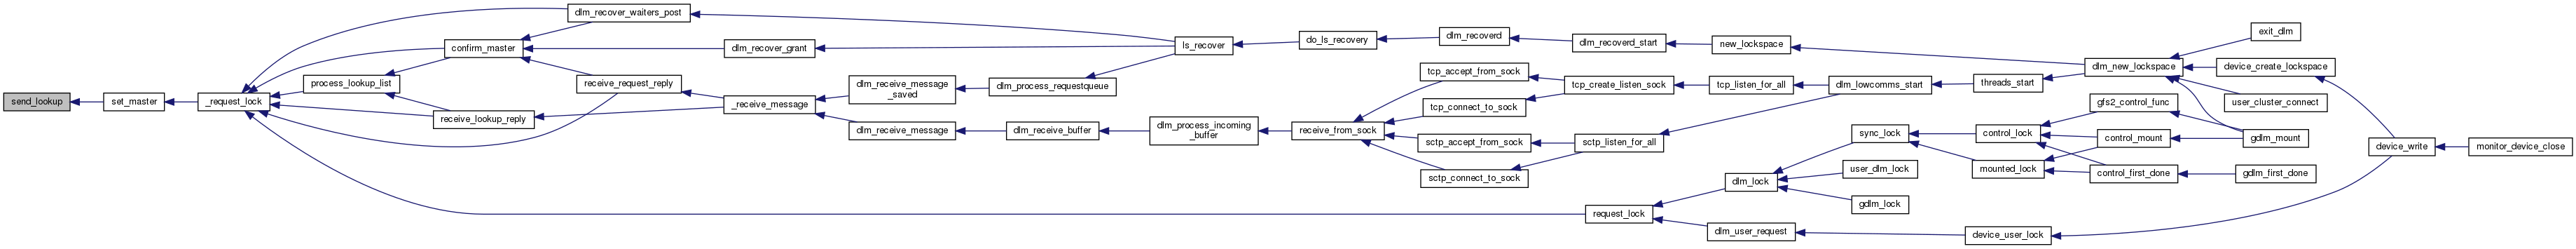 send_lookup
set_master
_request_lock
dlm_recover_waiters_post
confirm_master
process_lookup_list
receive_lookup_reply
dlm_recover_grant
receive_request_reply
_receive_message
dlm_receive_message
_saved
dlm_receive_message
dlm_process_requestqueue
dlm_receive_buffer
ls_recover
dlm_process_incoming
_buffer
do_ls_recovery
receive_from_sock
dlm_recoverd
tcp_accept_from_sock
tcp_connect_to_sock
sctp_accept_from_sock
sctp_connect_to_sock
dlm_recoverd_start
tcp_create_listen_sock
sctp_listen_for_all
request_lock
new_lockspace
tcp_listen_for_all
dlm_lock
dlm_user_request
dlm_lowcomms_start
sync_lock
user_dlm_lock
gdlm_lock
threads_start
control_lock
mounted_lock
device_user_lock
dlm_new_lockspace
gfs2_control_func
control_mount
control_first_done
exit_dlm
device_create_lockspace
user_cluster_connect
gdlm_mount
gdlm_first_done
device_write
monitor_device_close